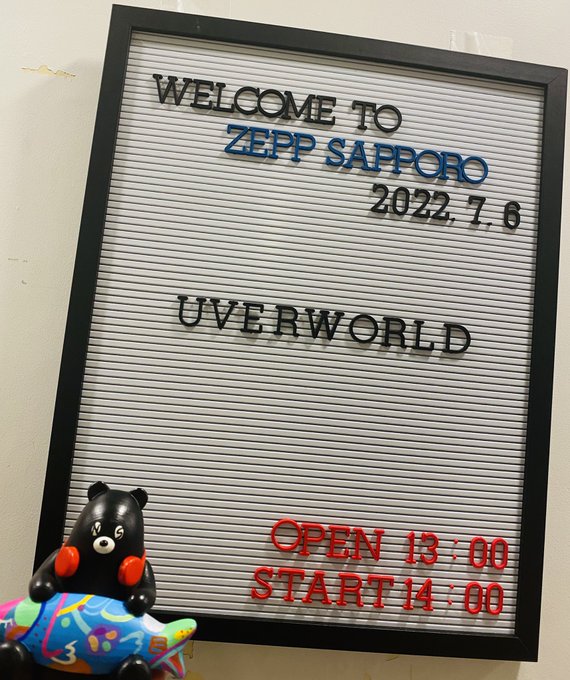 WELCOME TO
ZEPP SAPPORO
2022.7.6
UVERWORLD
OPEN 13:00
START 14:00
N S